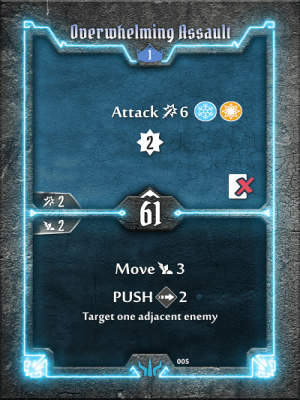 Overwhelming Assault
1
Attack 6
2
2
61
2
Move 3
PUSH 2
Target one adjacent enemy
005